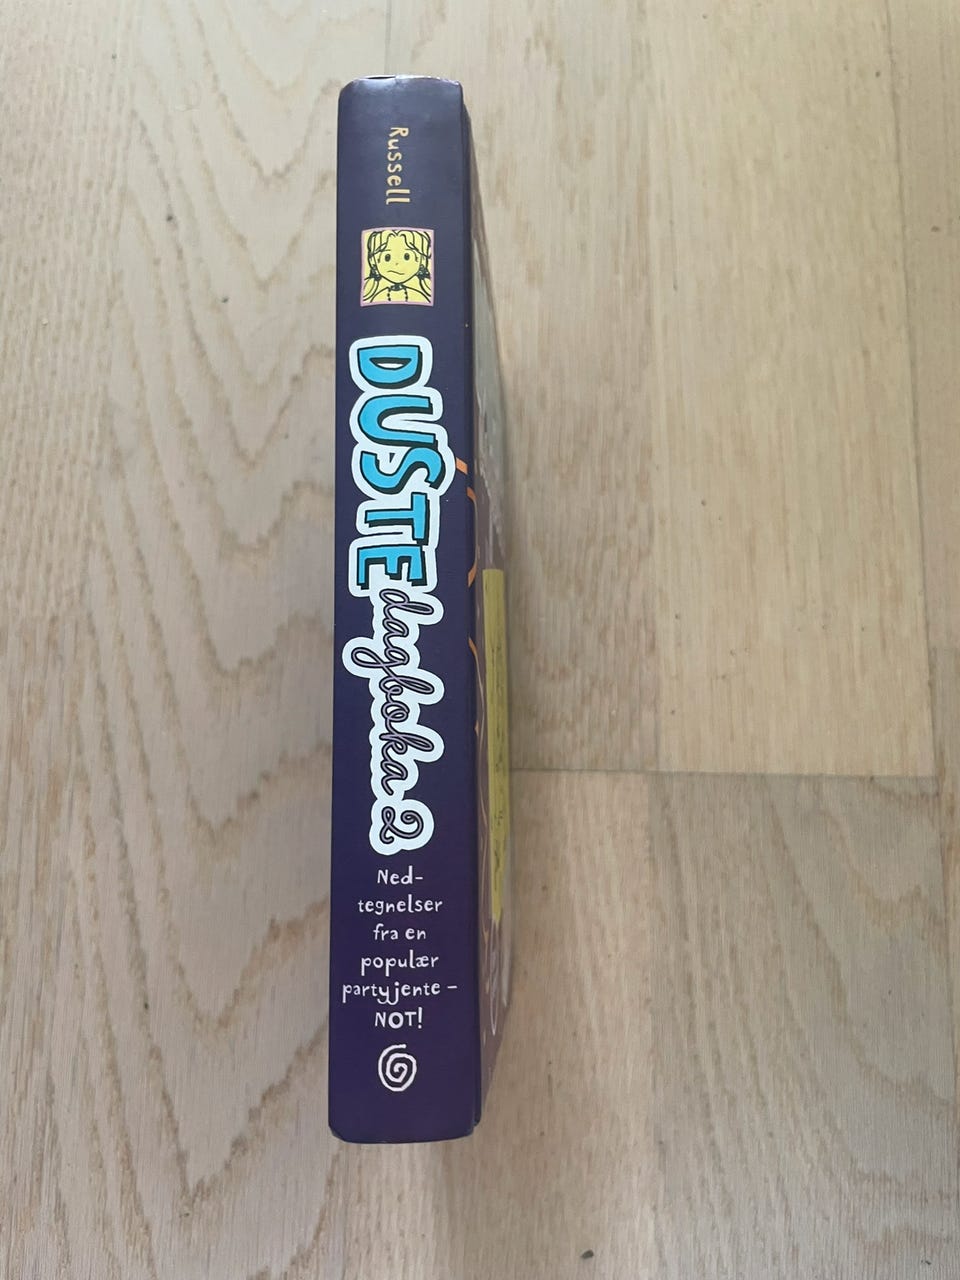 Russell
DUSTE
dagboka 2
Ned-
tegnelser
fra en
populær
partyjente –
NOT!